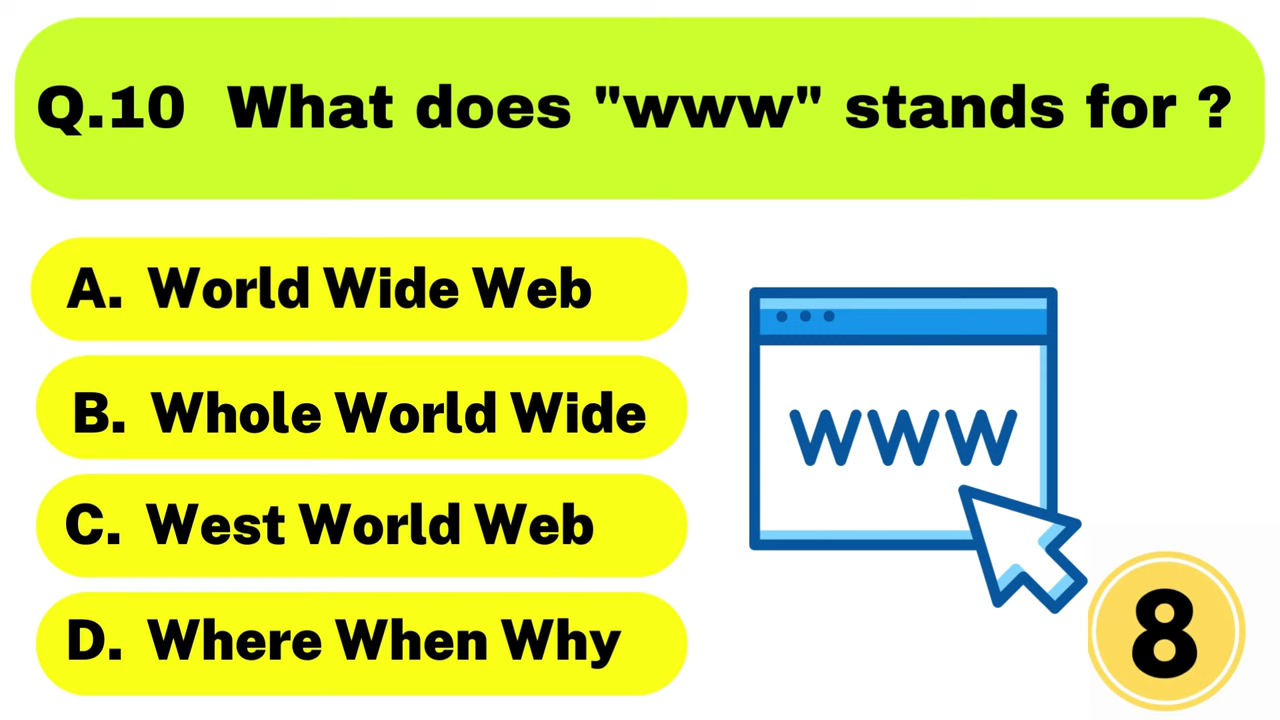 Q.10 What does "www" stands for ?
A. World Wide Web
B. Whole World Wide
C. West World Web
D. Where When Why
www
8